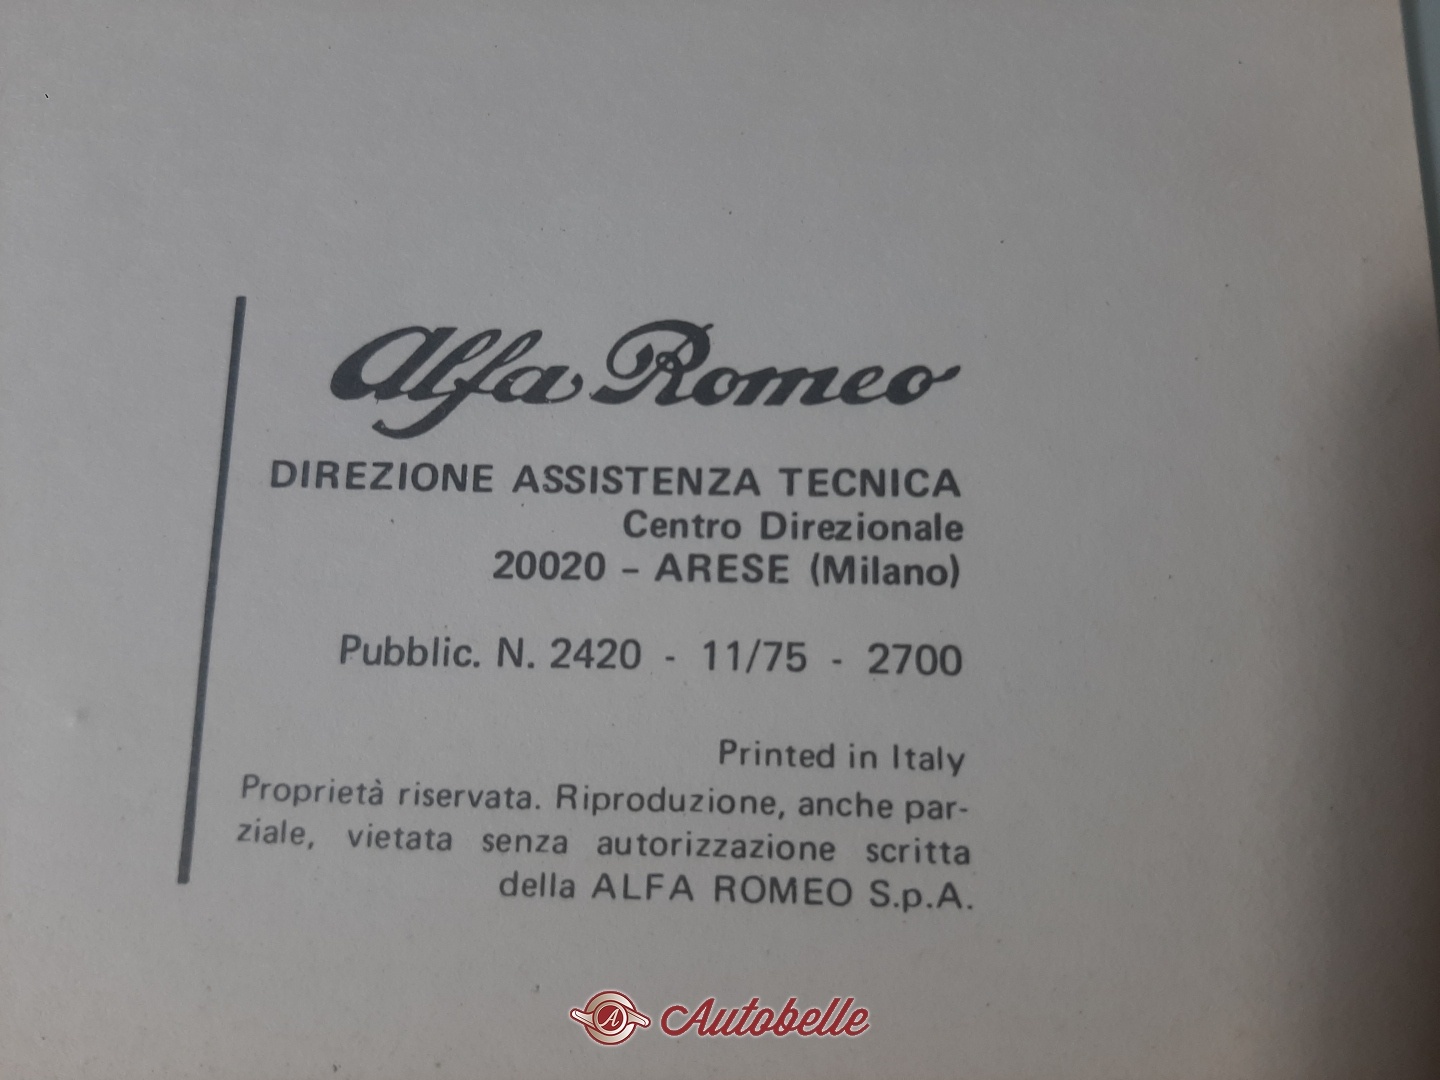 Alfa Romeo
DIREZIONE ASSISTENZA TECNICA
Centro Direzionale
20020 – ARESE (Milano)
Pubblic. N. 2420 - 11/75 - 2700
Printed in Italy
Proprietà riservata. Riproduzione, anche par-
ziale, vietata senza autorizzazione scritta
della ALFA ROMEO S.p.A.
A Autobelle